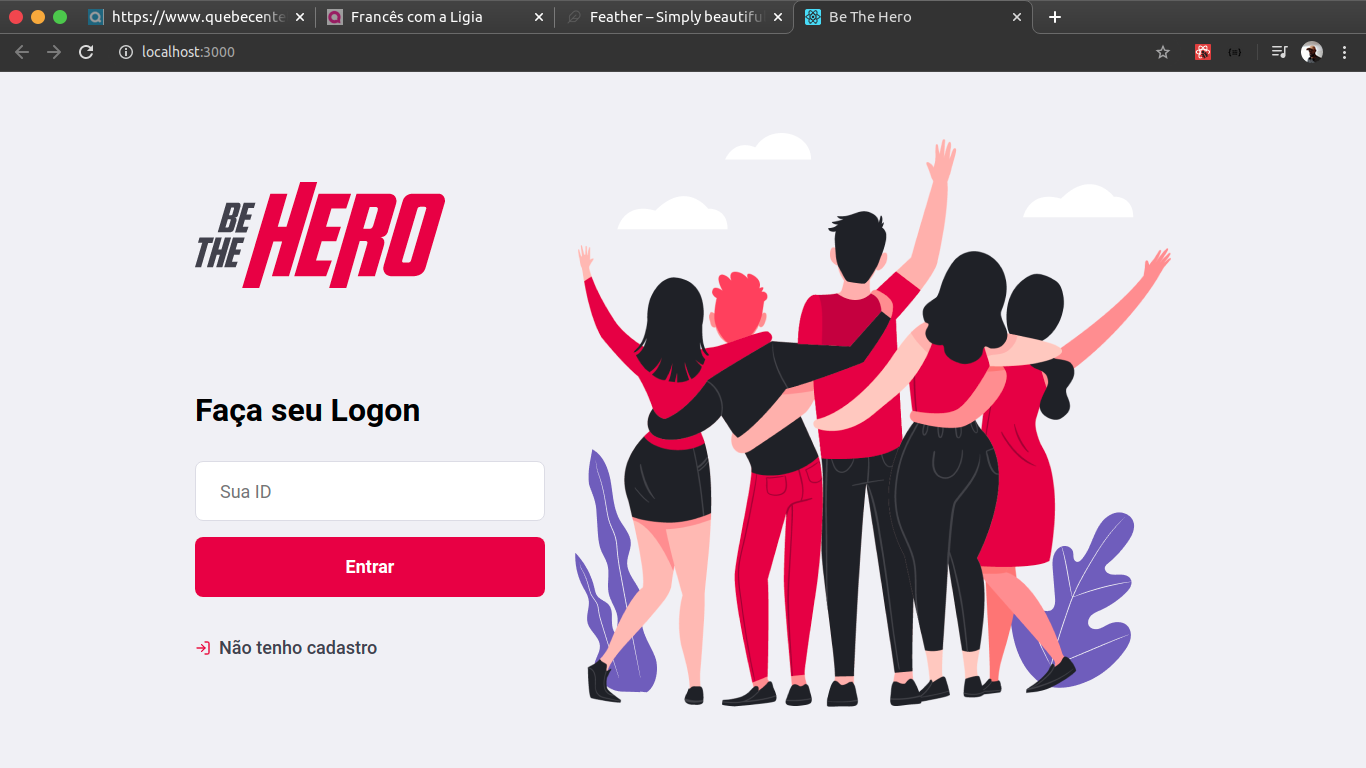 https://www.quebecente
Francês com a Ligia
Feather – Simply beautiful
Be The Hero
localhost:3000
BE
THE
HERO
Faça seu Logon
Sua ID
Entrar
Não tenho cadastro